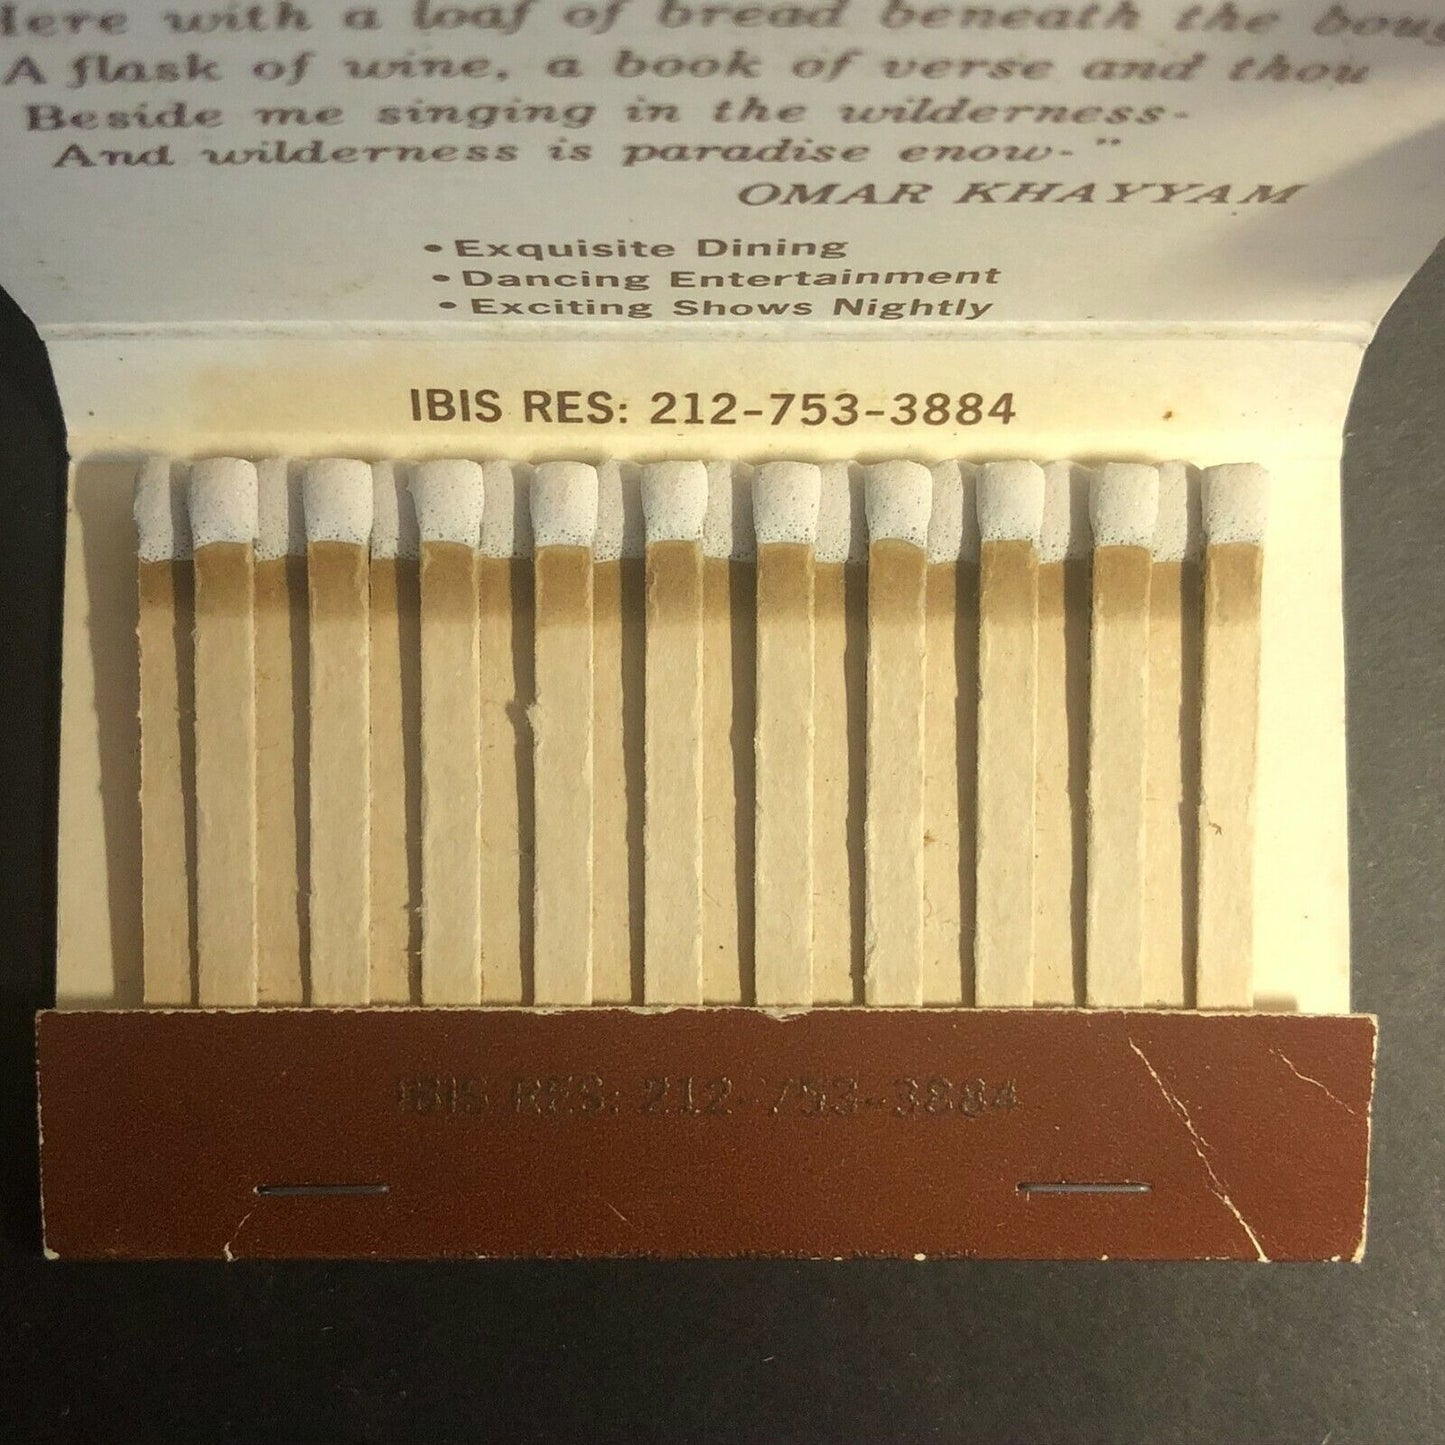 Here with a loaf of bread beneath the boug
A flask of wine, a book of verse and thou
Beside me singing in the wilderness-
And wilderness is paradise enow-"
OMAR KHAYYAM
• Exquisite Dining
• Dancing Entertainment
• Exciting Shows Nightly
IBIS RES: 212-753-3884
IBIS RES: 212-753-3884